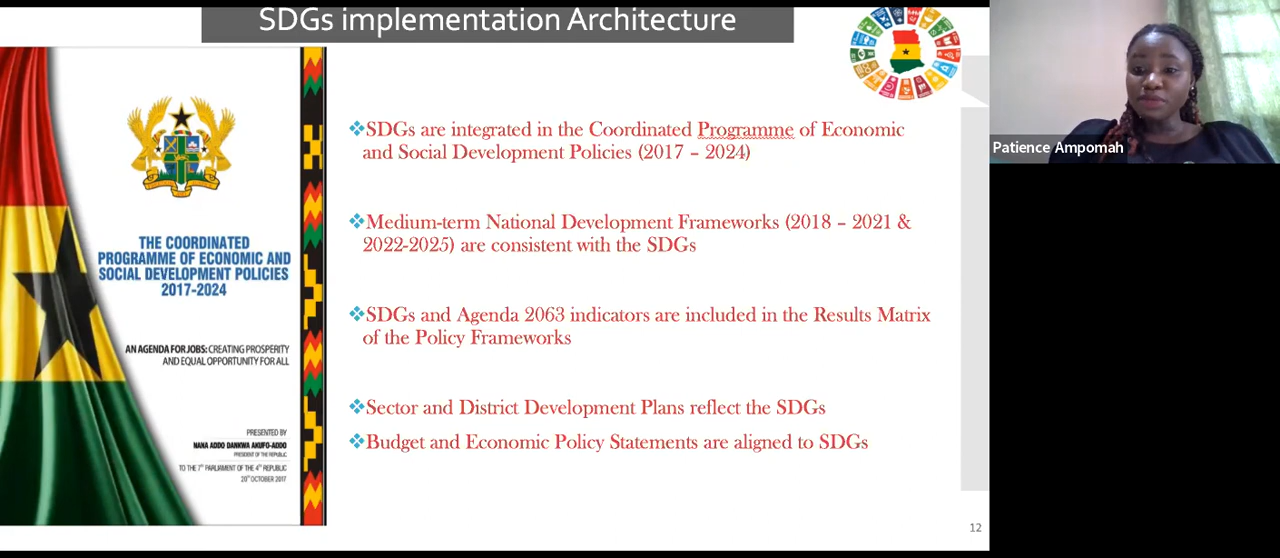 SDGs implementation Architecture
THE COORDINATED
PROGRAMME OF ECONOMIC AND
SOCIAL DEVELOPMENT POLICIES
2017-2024
AN AGENDA FOR JOBS: CREATING PROSPERITY
AND EQUAL OPPORTUNITY FOR ALL
PRESENTED BY
NANA ADDO DANKWA AKUFO-ADDO
PRESIDENT OF THE REPUBLIC
TO THE 7TH PARLIAMENT OF THE 4TH REPUBLIC
20TH OCTOBER 2017
❖SDGs are integrated in the Coordinated Programme of Economic
and Social Development Policies (2017 – 2024)
❖Medium-term National Development Frameworks (2018 – 2021 &
2022-2025) are consistent with the SDGs
❖SDGs and Agenda 2063 indicators are included in the Results Matrix
of the Policy Frameworks
❖Sector and District Development Plans reflect the SDGs
❖Budget and Economic Policy Statements are aligned to SDGs
12
Patience Ampomah